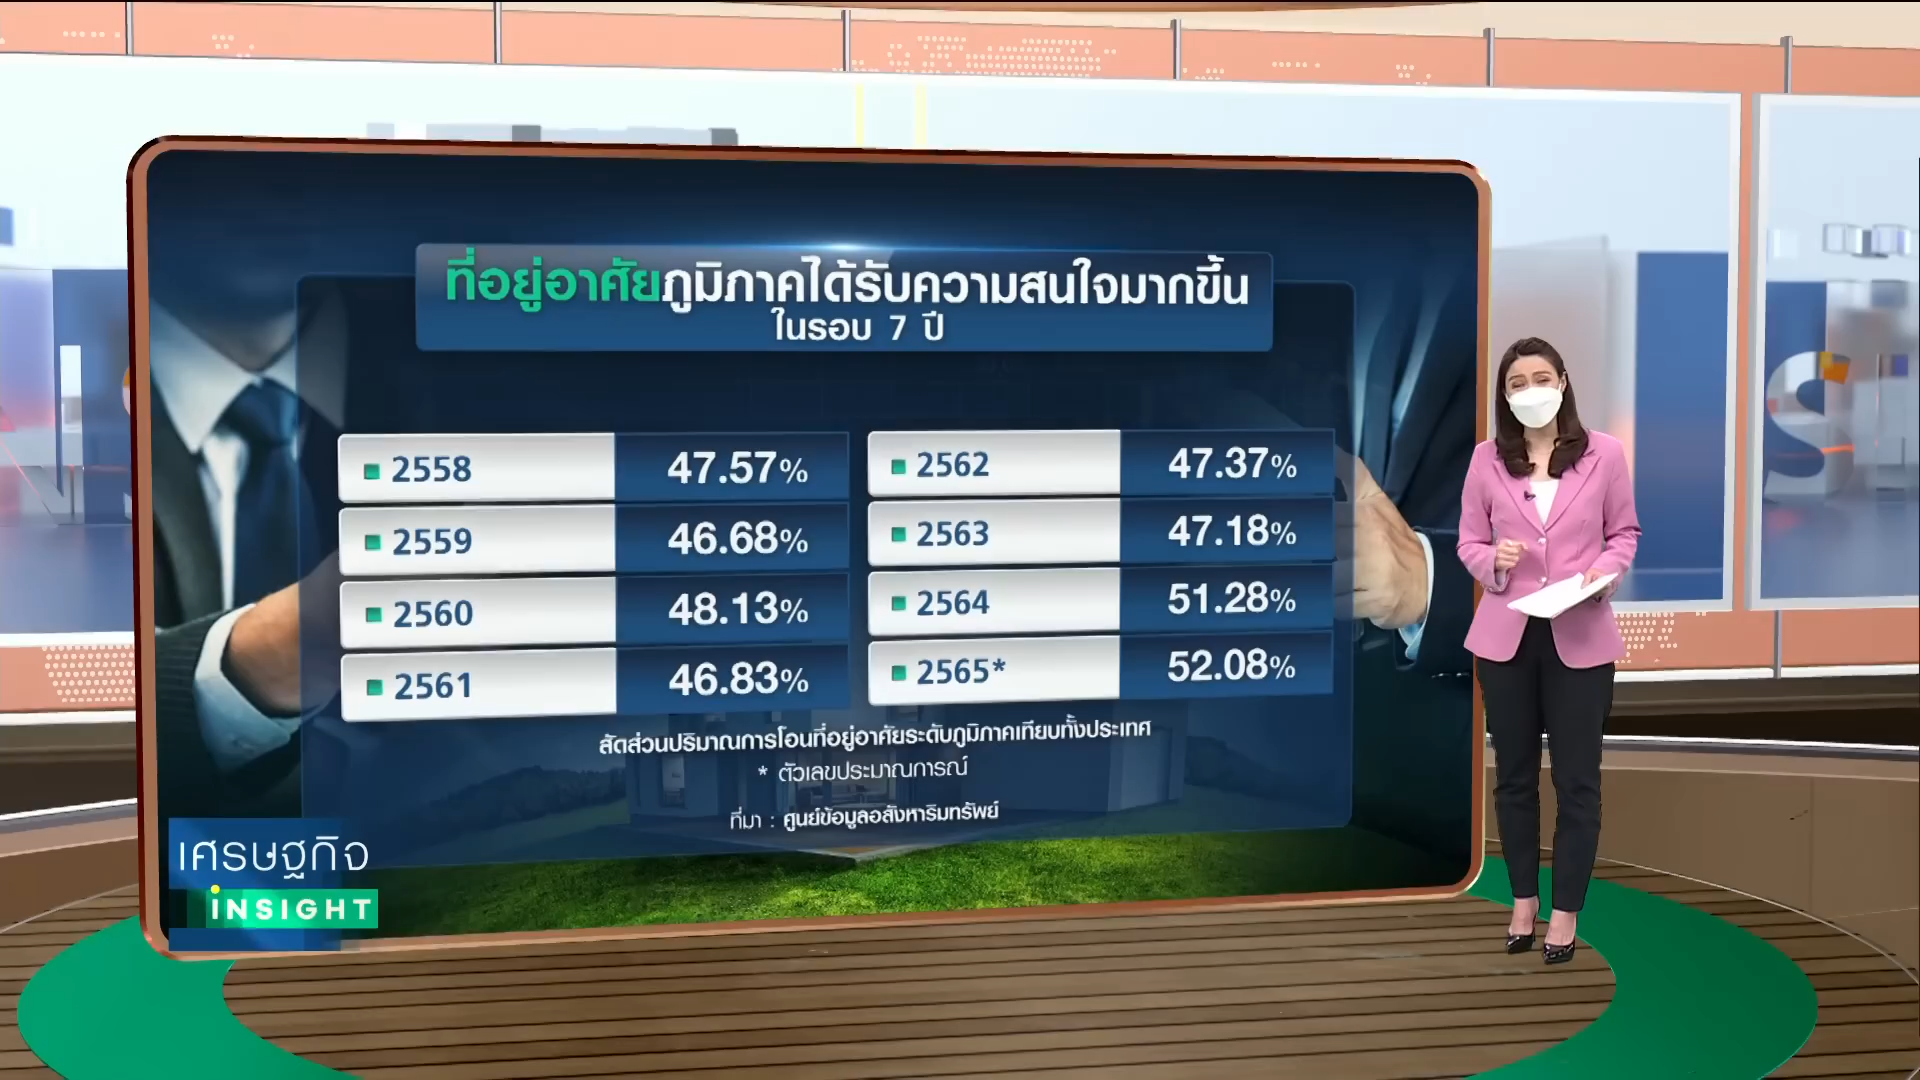 ที่อยู่อาศัยภูมิภาคได้รับความสนใจมากขึ้น
ในรอบ 7 ปี
2558 47.57%
2559 46.68%
2560 48.13%
2561 46.83%
2562 47.37%
2563 47.18%
2564 51.28%
2565* 52.08%
สัดส่วนปริมาณการโอนที่อยู่อาศัยระดับภูมิภาคเทียบทั้งประเทศ
* ตัวเลขประมาณการณ์
ที่มา : ศูนย์ข้อมูลอสังหาริมทรัพย์
เศรษฐกิจ
iNSIGHT